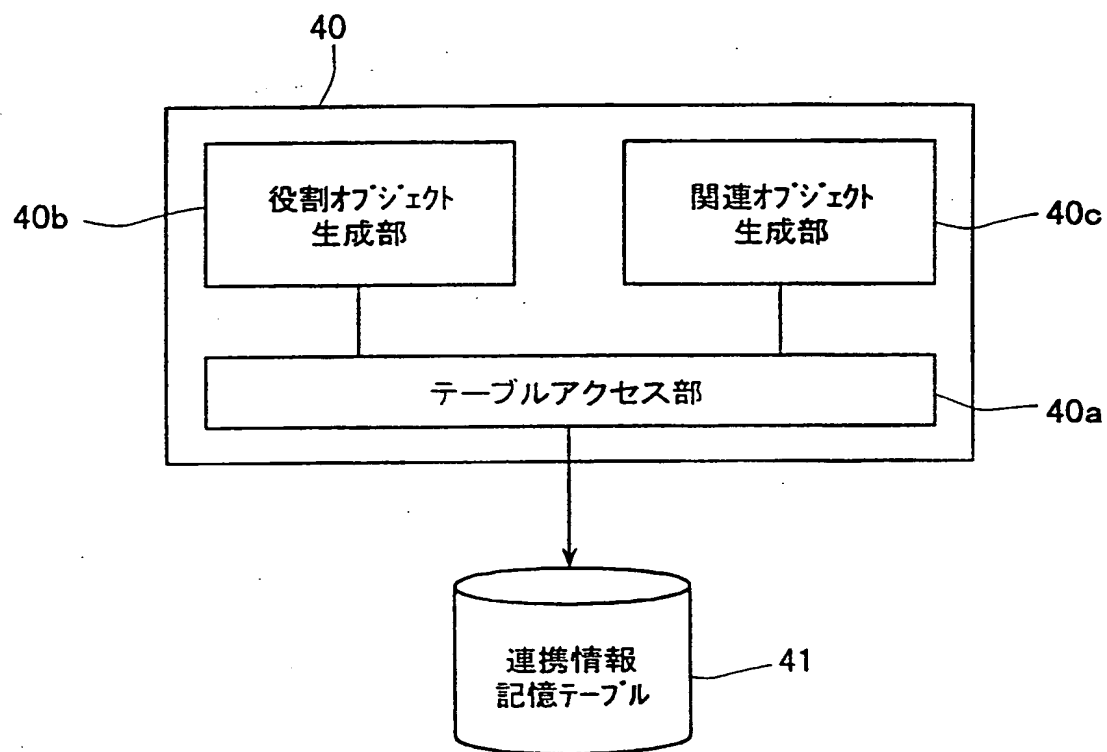 40
役割オブジェクト
生成部
40b
関連オブジェクト
生成部
40c
テーブルアクセス部
40a
連携情報
記憶テーブル
41